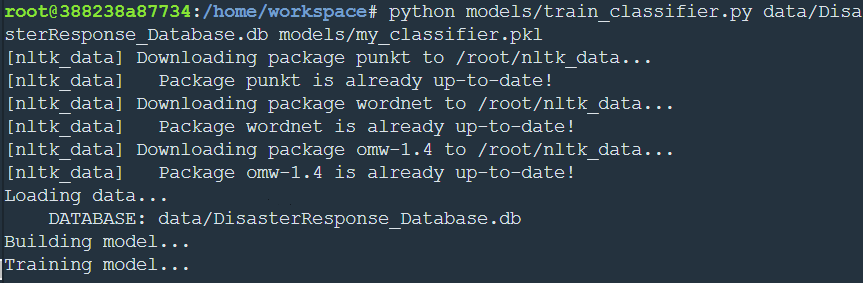 root@388238a87734:/home/workspace# python models/train_classifier.py data/Disa
sterResponse_Database.db models/my_classifier.pkl
[nltk_data] Downloading package punkt to /root/nltk_data...
[nltk_data]   Package punkt is already up-to-date!
[nltk_data] Downloading package wordnet to /root/nltk_data...
[nltk_data]   Package wordnet is already up-to-date!
[nltk_data] Downloading package omw-1.4 to /root/nltk_data...
[nltk_data]   Package omw-1.4 is already up-to-date!
Loading data...
    DATABASE: data/DisasterResponse_Database.db
Building model...
Training model...